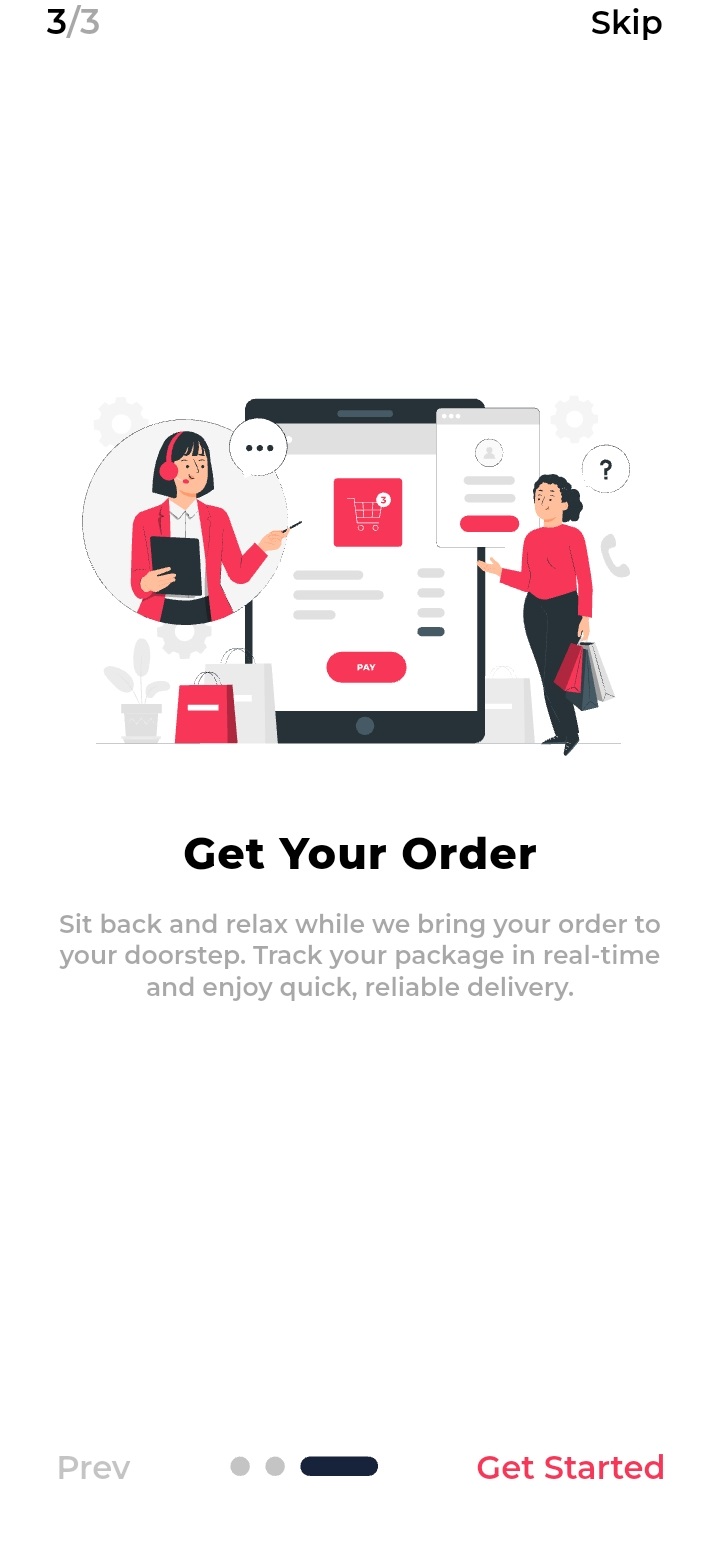 3/3
Skip
3
?
PAY
Get Your Order
Sit back and relax while we bring your order to
your doorstep. Track your package in real-time
and enjoy quick, reliable delivery.
Prev
Get Started